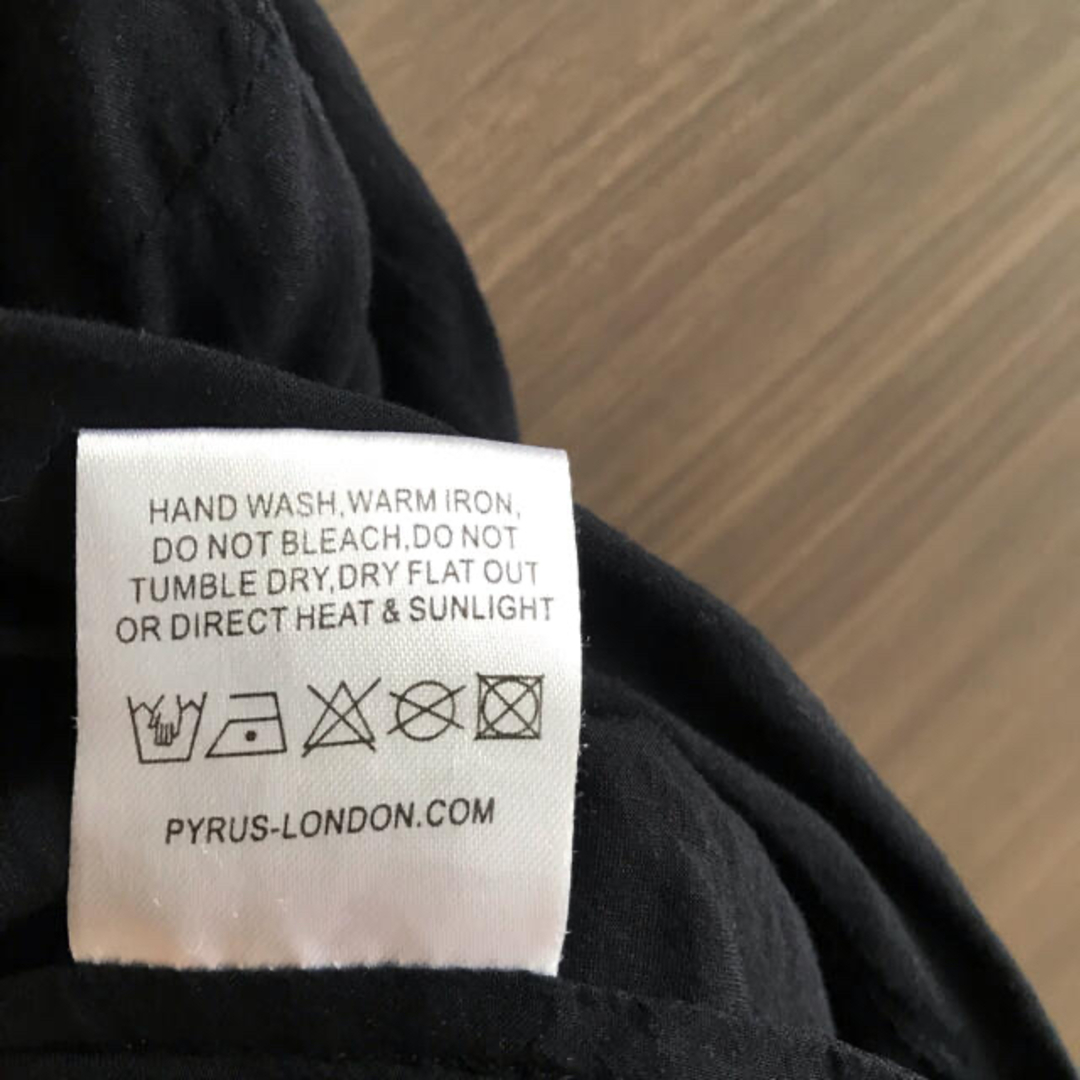 HAND WASH,WARM IRON,
DO NOT BLEACH,DO NOT
TUMBLE DRY,DRY FLAT OUT
OR DIRECT HEAT & SUNLIGHT
PYRUS-LONDON.COM